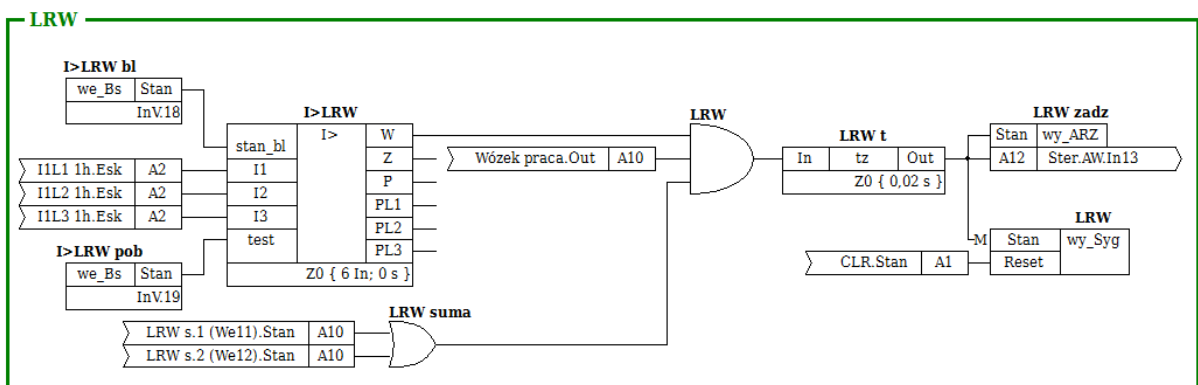 LRW
I>LRW bl
we_Bs Stan
InV.18
I>LRW
stan_bl I> W
Z
I1L1 1h.Esk A2 I1 P
I1L2 1h.Esk A2 I2 PL1
I1L3 1h.Esk A2 I3 PL2
test PL3
Z0 { 6 In; 0 s }
I>LRW pob
we_Bs Stan
InV.19
Wózek praca.Out A10
LRW
LRW suma
LRW s.1 (We11).Stan A10
LRW s.2 (We12).Stan A10
LRW t
In tz Out
Z0 { 0,02 s }
LRW zadz
Stan wy_ARZ
A12 Ster.AW.In13
LRW
M Stan wy_Syg
CLR.Stan A1 Reset